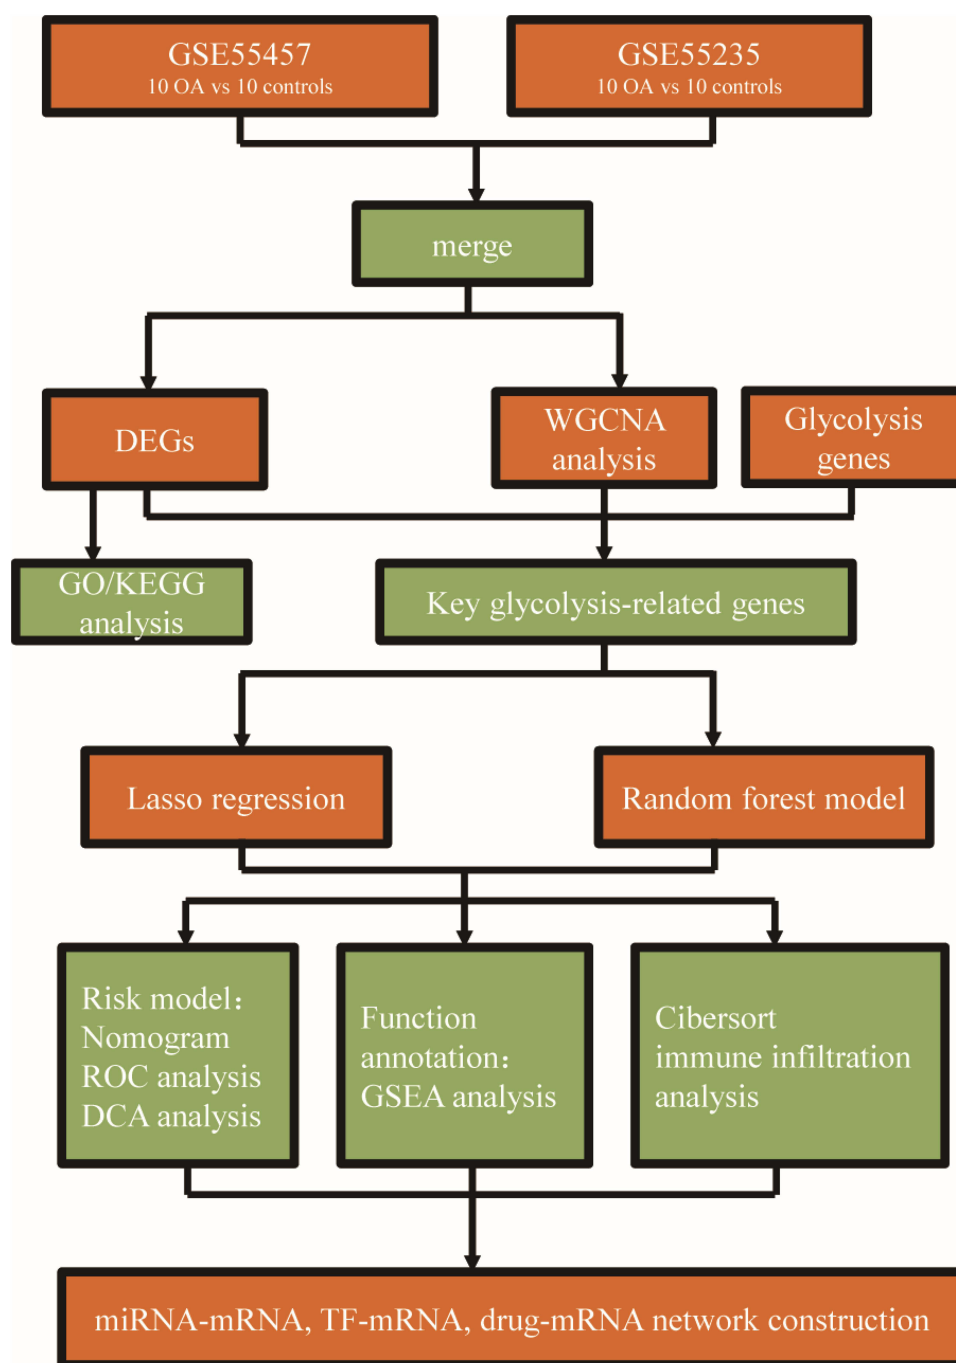 GSE55457
10 OA vs 10 controls
GSE55235
10 OA vs 10 controls
merge
DEGs
WGCNA
analysis
Glycolysis
genes
GO/KEGG
analysis
Key glycolysis-related genes
Lasso regression
Random forest model
Risk model：
Nomogram
ROC analysis
DCA analysis
Function
annotation：
GSEA analysis
Cibersort
immune infiltration
analysis
miRNA-mRNA, TF-mRNA, drug-mRNA network construction